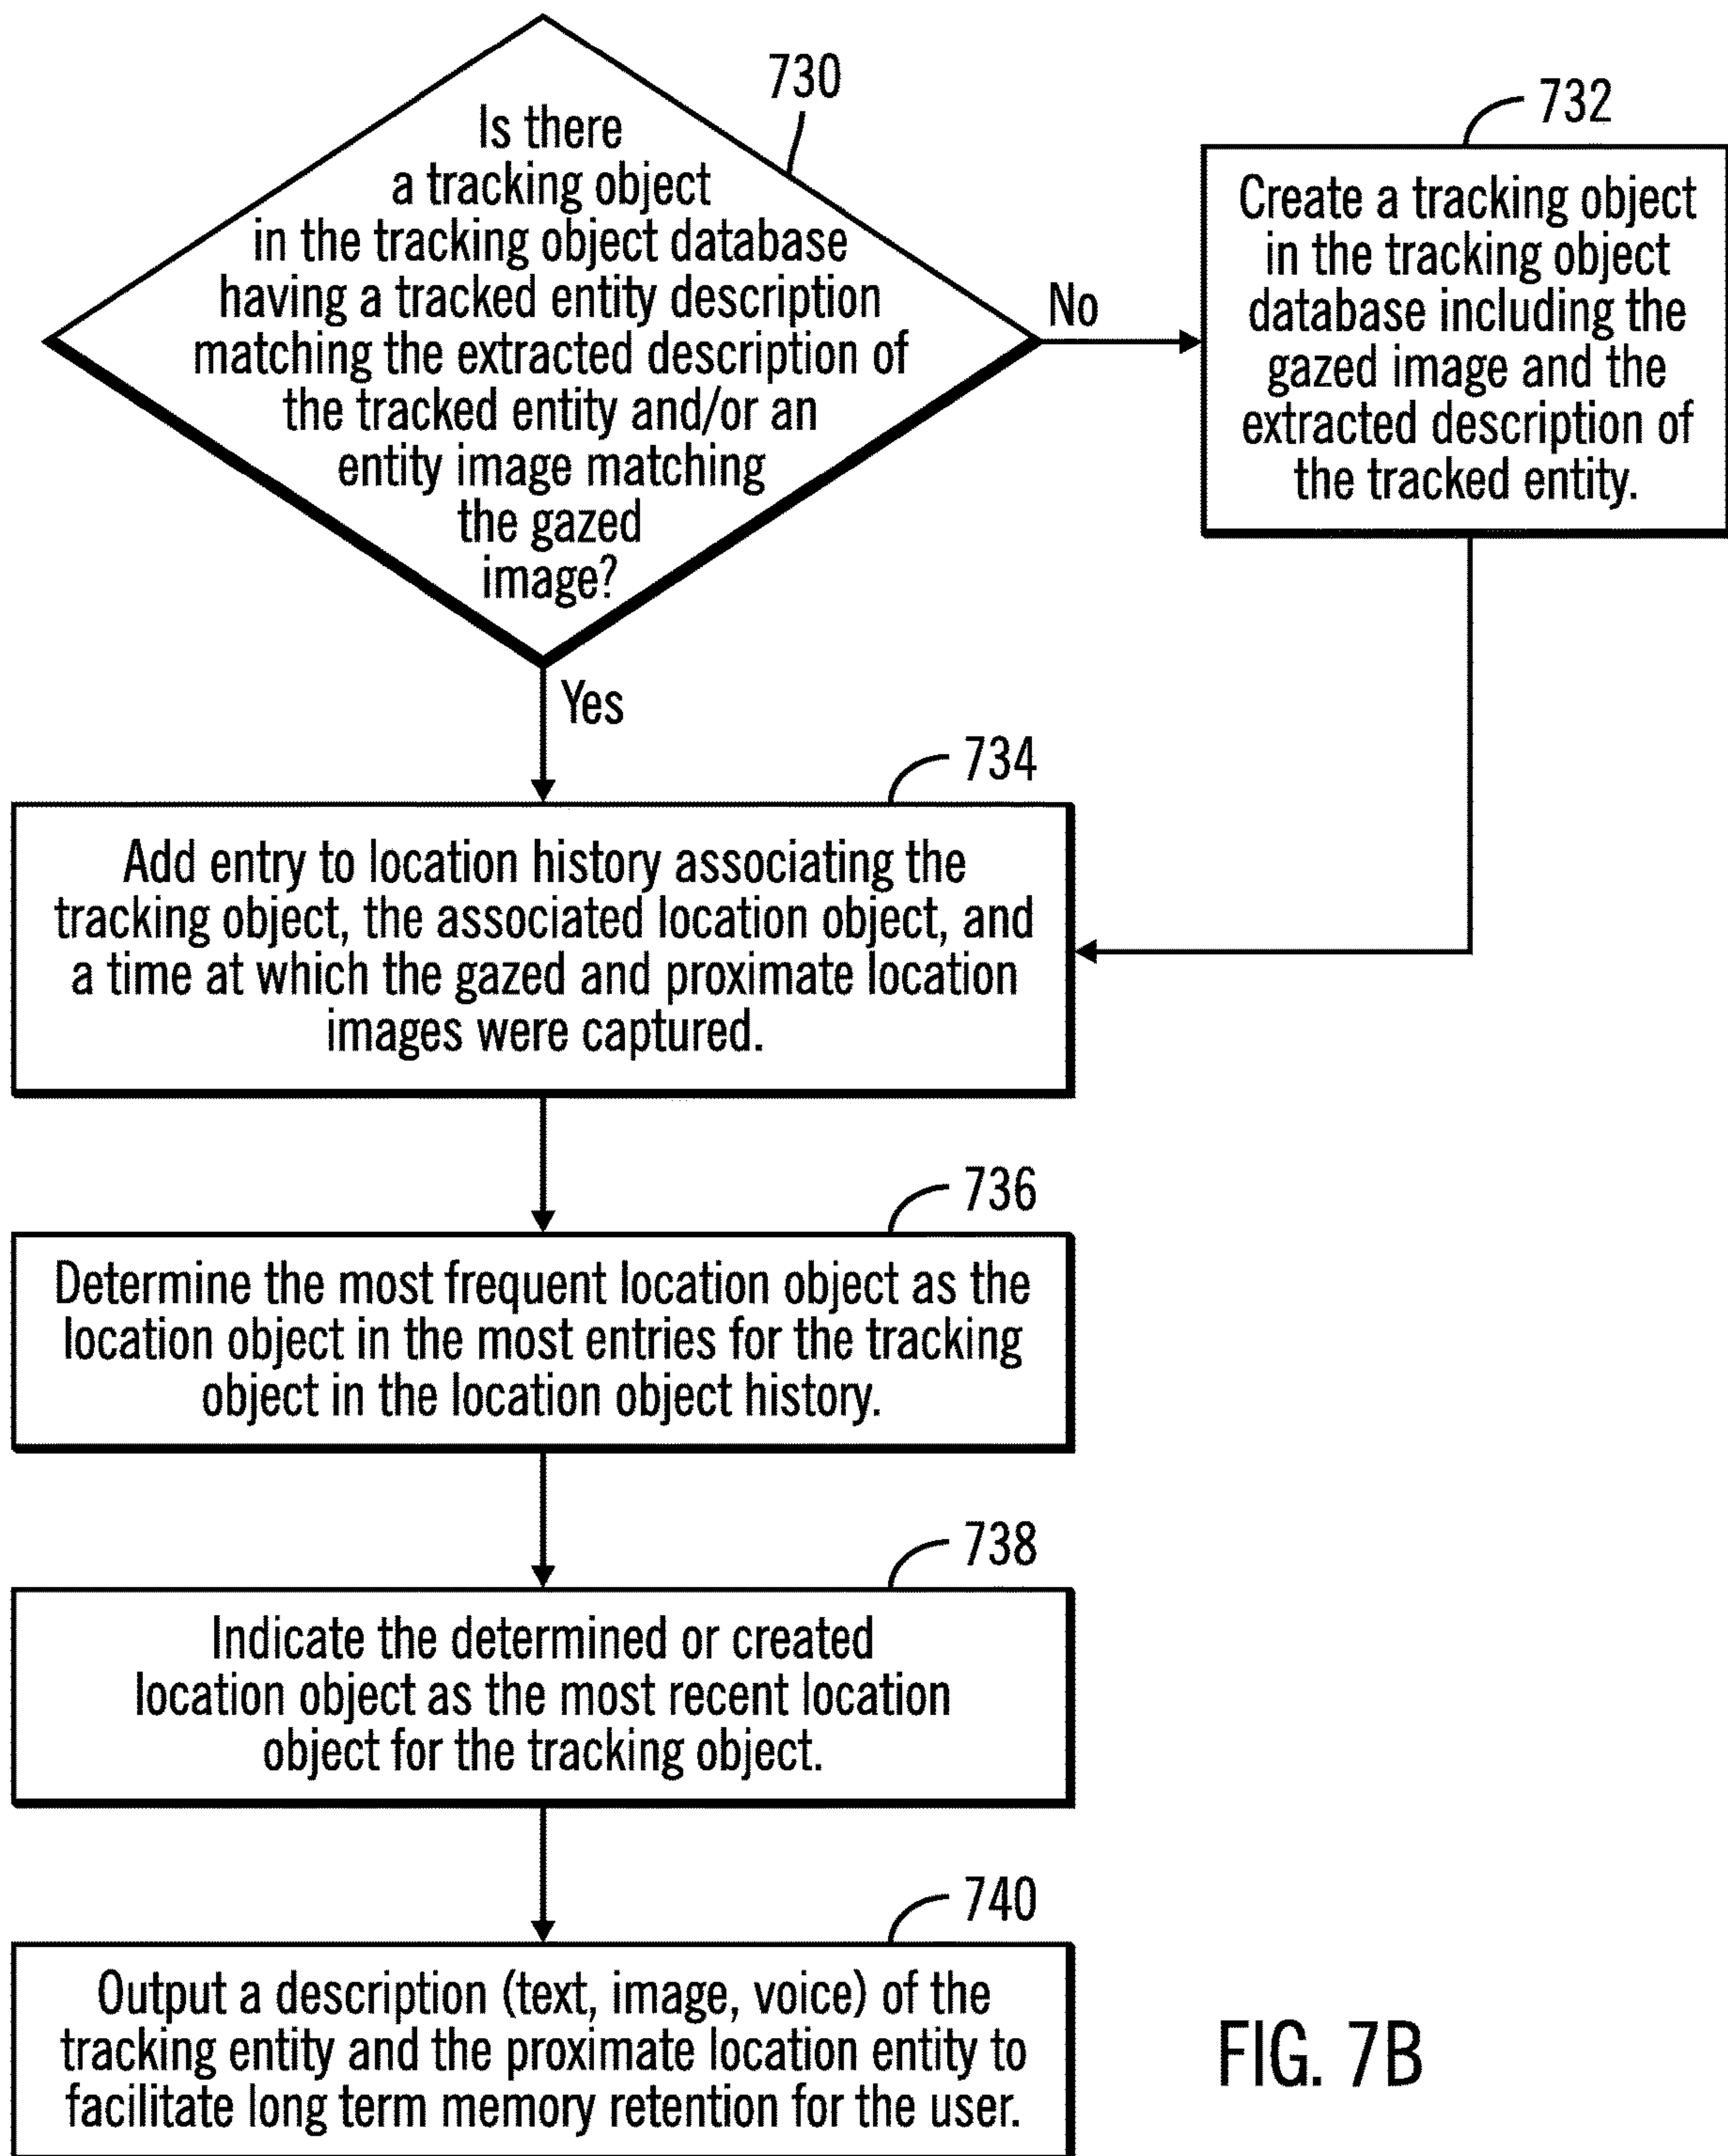 730
Is there
a tracking object
in the tracking object database
having a tracked entity description
matching the extracted description of
the tracked entity and/or an
entity image matching
the gazed
image?
No
732
Create a tracking object
in the tracking object
database including the
gazed image and the
extracted description of
the tracked entity.
Yes
734
Add entry to location history associating the
tracking object, the associated location object, and
a time at which the gazed and proximate location
images were captured.
736
Determine the most frequent location object as the
location object in the most entries for the tracking
object in the location object history.
738
Indicate the determined or created
location object as the most recent location
object for the tracking object.
740
Output a description (text, image, voice) of the
tracking entity and the proximate location entity to
facilitate long term memory retention for the user.
FIG. 7B